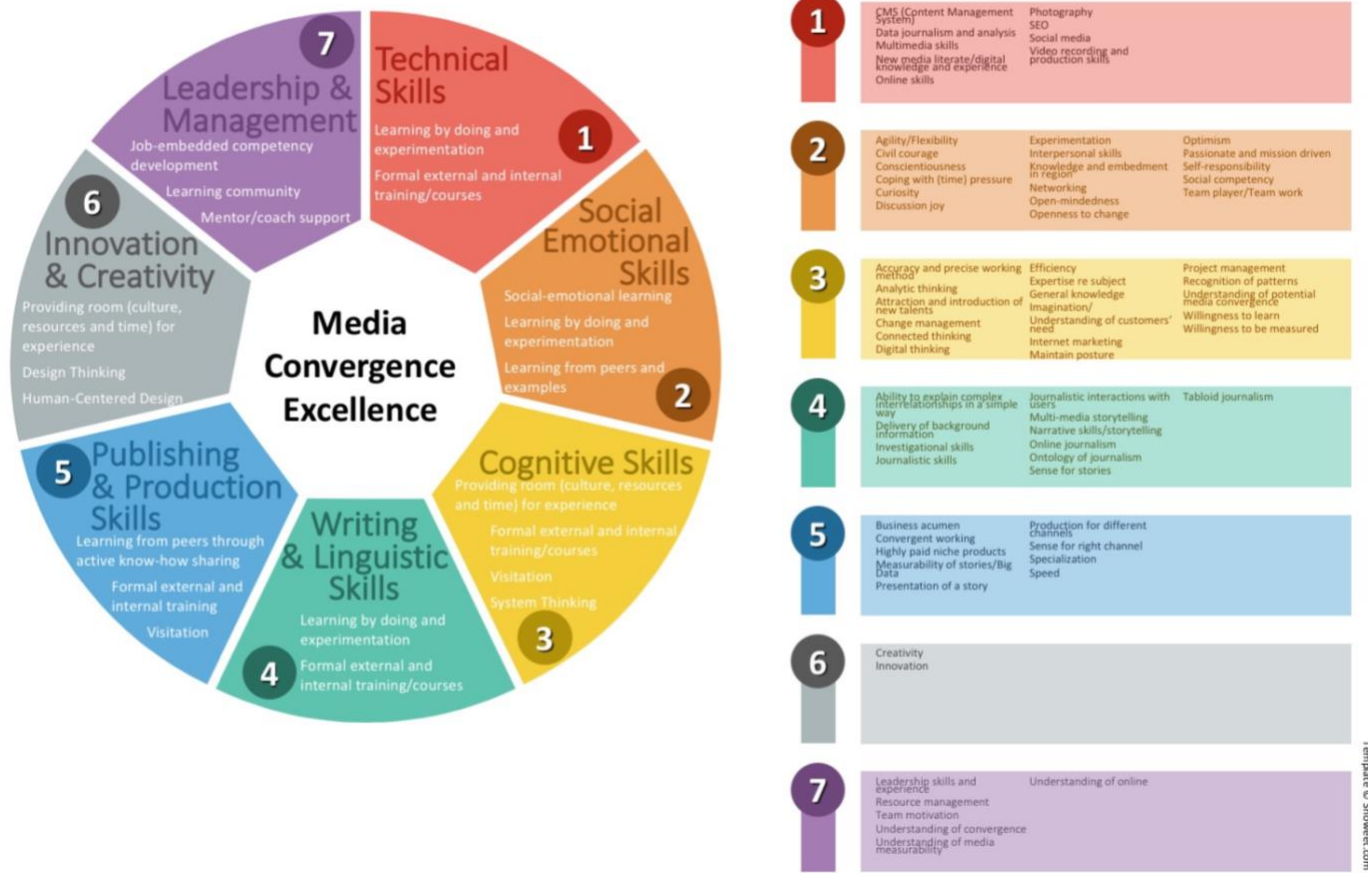 7
Leadership &
Management
Job-embedded competency
development
Learning community
Mentor/coach support
Technical
Skills
Learning by doing and
experimentation
Formal external and internal
training/courses
1
Social
Emotional
Skills
Social-emotional learning
Learning by doing and
experimentation
Learning from peers and
examples
2
Cognitive Skills
Providing room (culture, resources
and time) for experience
Formal external and internal
training/courses
Visitation
System Thinking
3
Writing
& Linguistic
Skills
Learning by doing and
experimentation
Formal external and
internal training/courses
4
5
Publishing
& Production
Skills
Learning from peers through
active know-how sharing
Formal external and
internal training
Visitation
6
Innovation
& Creativity
Providing room (culture,
resources and time) for
experience
Design Thinking
Human-Centered Design
Media
Convergence
Excellence
1
CMS (Content Management
System)
Data journalism and analysis
Multimedia skills
New media literate/digital
knowledge and experience
Online skills
Photography
SEO
Social media
Video recording and
production skills
2
Agility/Flexibility
Civil courage
Conscientiousness
Coping with (time) pressure
Curiosity
Discussion joy
Experimentation
Interpersonal skills
Knowledge and embedment
in region
Networking
Open-mindedness
Openness to change
Optimism
Passionate and mission driven
Self-responsibility
Social competency
Team player/Team work
3
Accuracy and precise working
method
Analytic thinking
Attraction and introduction of
new talents
Change management
Connected thinking
Digital thinking
Efficiency
Expertise re subject
General knowledge
Imagination/
Understanding of customers'
need
Internet marketing
Maintain posture
Project management
Recognition of patterns
Understanding of potential
media convergence
Willingness to learn
Willingness to be measured
4
Ability to explain complex
interrelationships in a simple
way
Delivery of background
information
Investigational skills
Journalistic skills
Journalistic interactions with
users
Multi-media storytelling
Narrative skills/storytelling
Online journalism
Ontology of journalism
Sense for stories
Tabloid journalism
5
Business acumen
Convergent working
Highly paid niche products
Measurability of stories/Big
Data
Presentation of a story
Production for different
channels
Sense for right channel
Specialization
Speed
6
Creativity
Innovation
7
Leadership skills and
experience
Resource management
Team motivation
Understanding of convergence
Understanding of media
measurability
Understanding of online
Template © Showeet.com